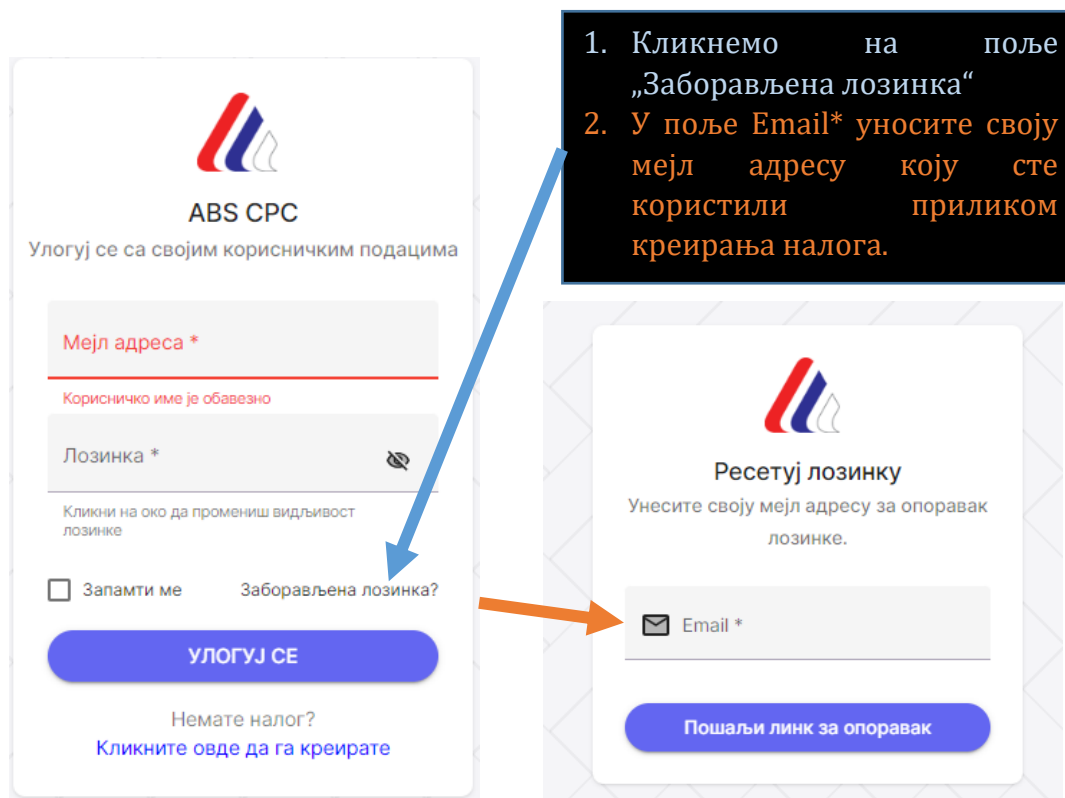 1. Кликнемо на поље
„Заборављена лозинка“
2. У поље Email* уносите своју
мејл адресу коју сте
користили приликом
креирања налога.
ABS CPC
Улогуј се са својим корисничким подацима
Мејл адреса *
Корисничко име је обавезно
Лозинка *
Кликни на око да промениш видљивост
лозинке
Запамти ме Заборављена лозинка?
УЛОГУЈ СЕ
Немате налог?
Кликните овде да га креирате
Ресетуј лозинку
Унесите своју мејл адресу за опоравак
лозинке.
Email *
Пошаљи линк за опоравак